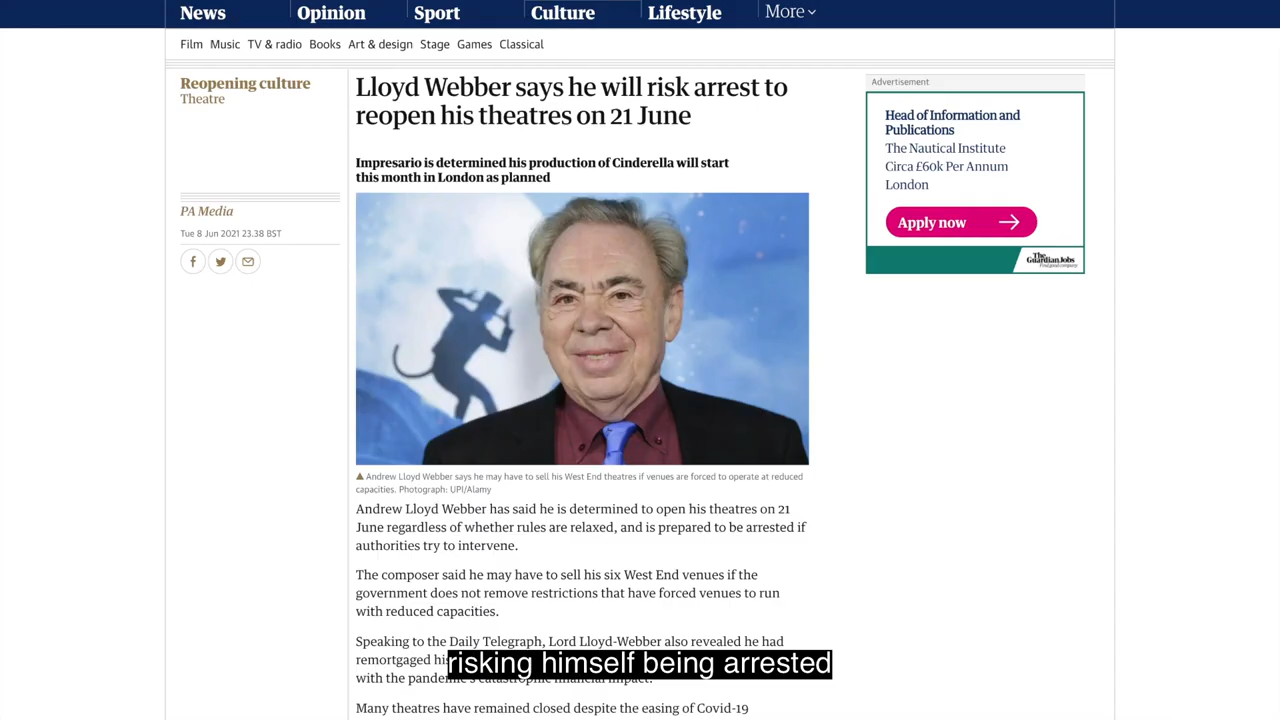 News Opinion Sport Culture Lifestyle More
Film Music TV & radio Books Art & design Stage Games Classical
Reopening culture
Theatre
Lloyd Webber says he will risk arrest to
reopen his theatres on 21 June
Impresario is determined his production of Cinderella will start
this month in London as planned
PA Media
Tue 8 Jun 2021 23.38 BST
Andrew Lloyd Webber says he may have to sell his West End theatres if venues are forced to operate at reduced
capacities. Photograph: UPI/Alamy
Andrew Lloyd Webber has said he is determined to open his theatres on 21
June regardless of whether rules are relaxed, and is prepared to be arrested if
authorities try to intervene.
The composer said he may have to sell his six West End venues if the
government does not remove restrictions that have forced venues to run
with reduced capacities.
Speaking to the Daily Telegraph, Lord Lloyd-Webber also revealed he had
remortgaged his
with the pandemic's catastrophic financial impact.
Many theatres have remained closed despite the easing of Covid-19
risking himself being arrested
Advertisement
Head of Information and
Publications
The Nautical Institute
Circa £60k Per Annum
London
Apply now
The
Guardian Jobs